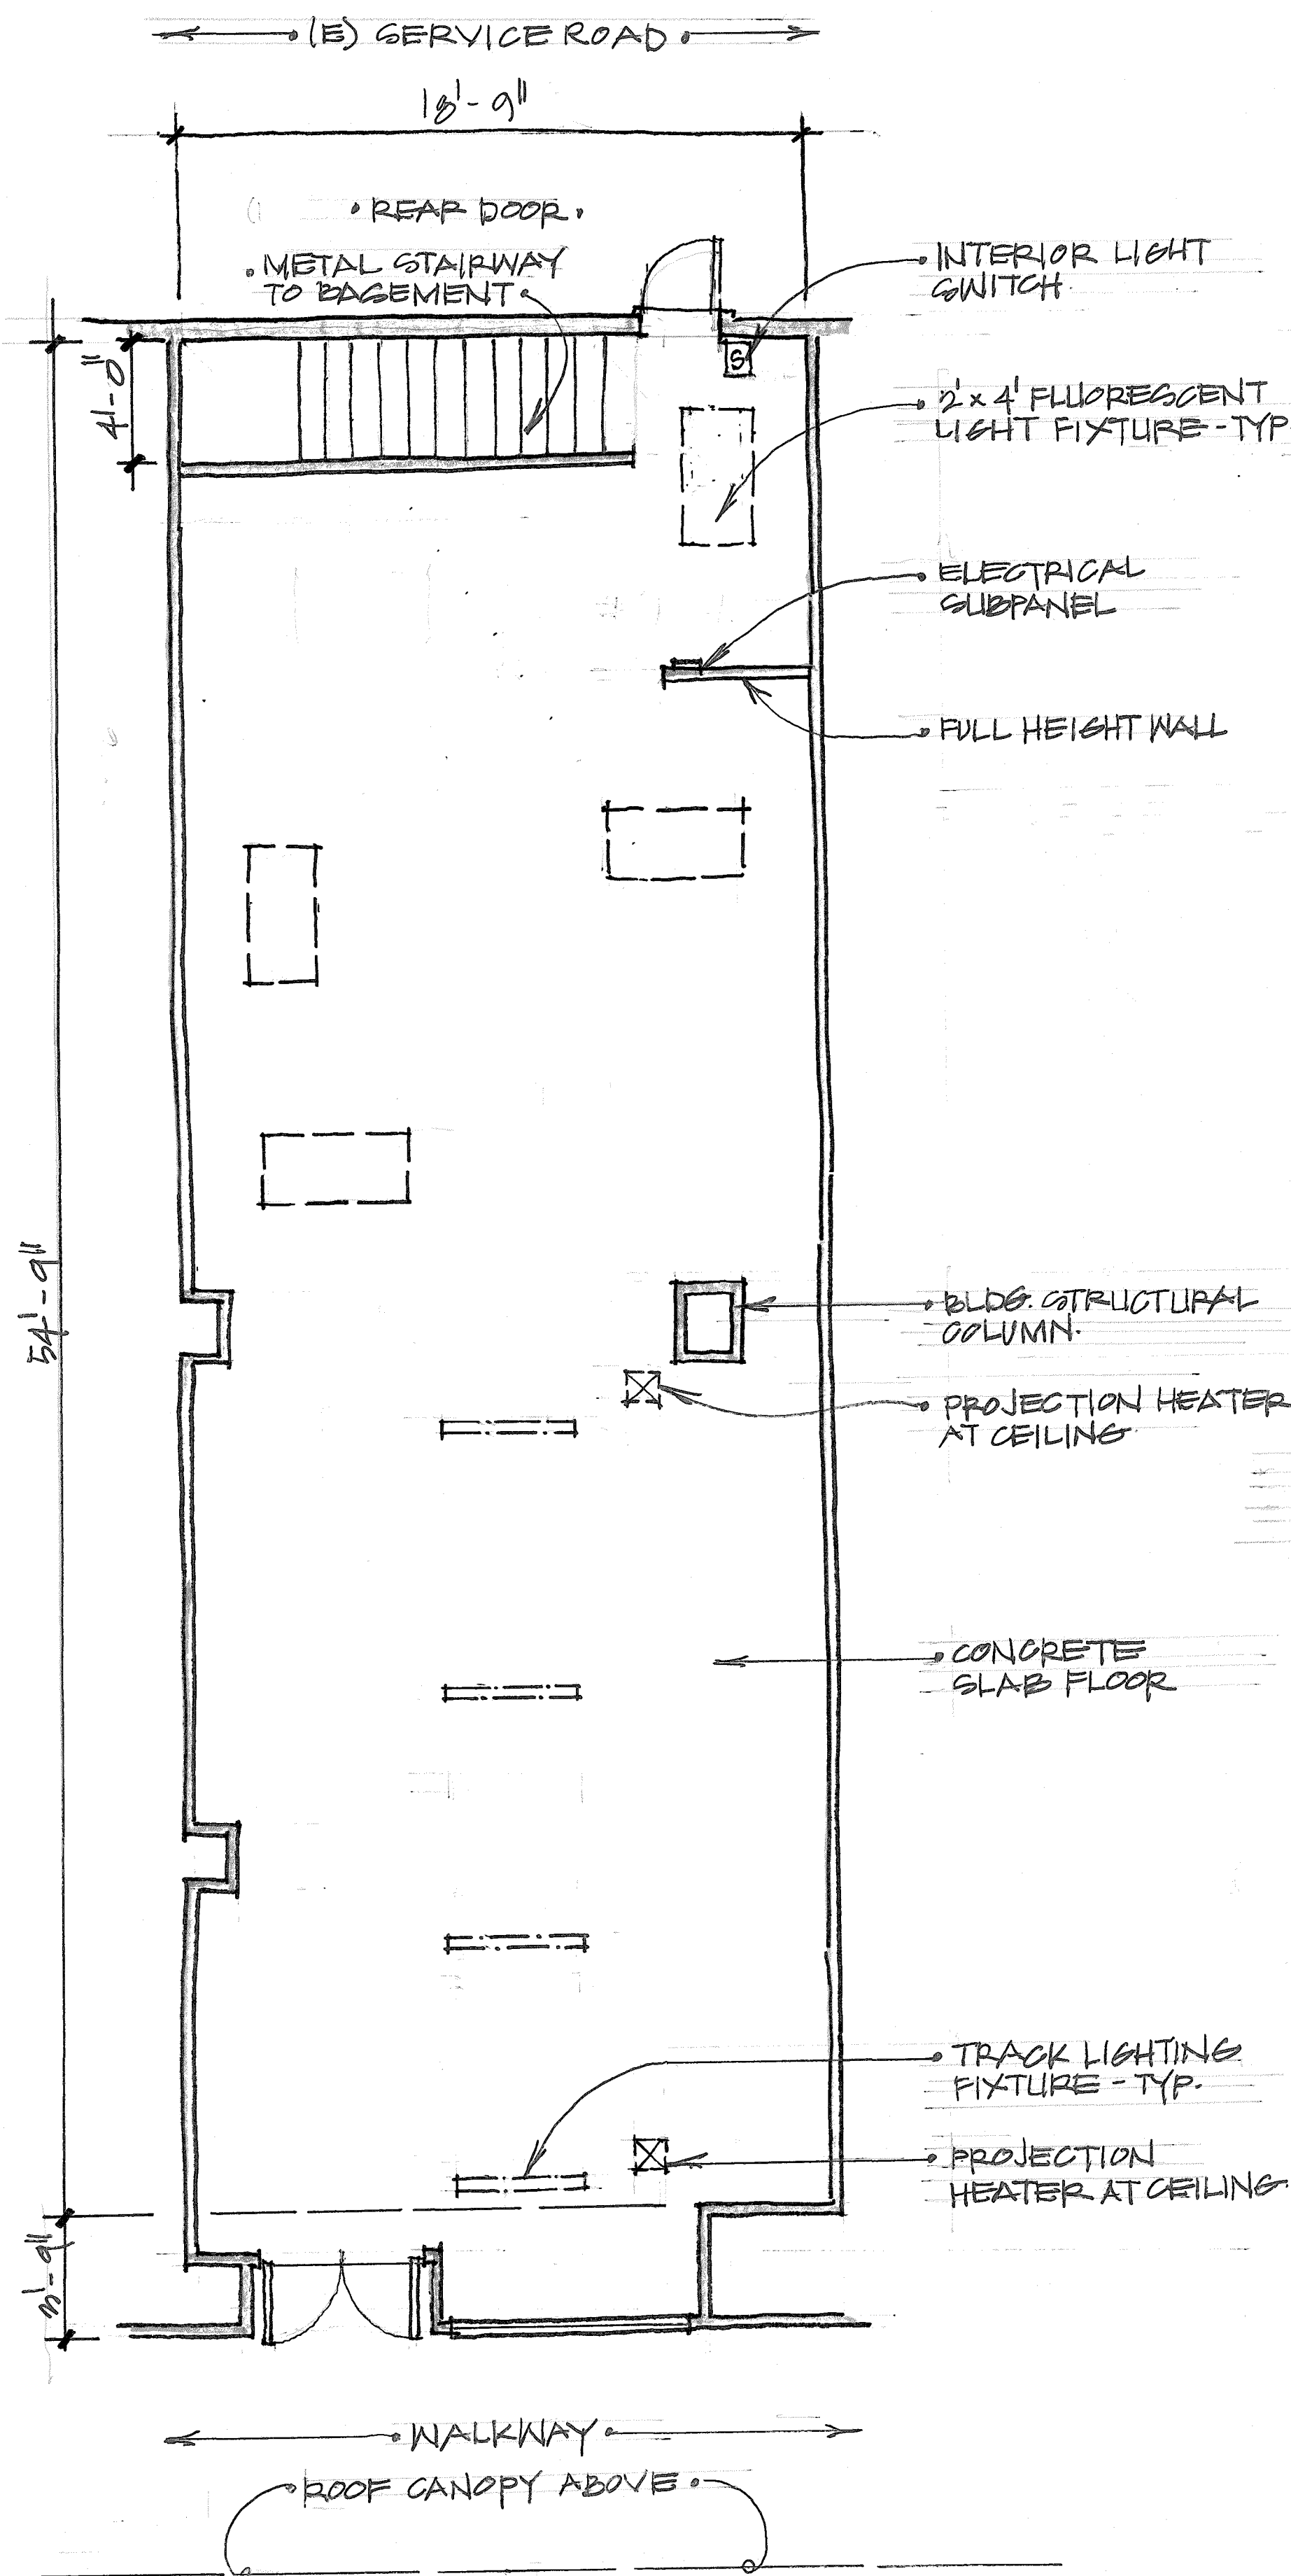 (E) SERVICE ROAD
18'-9"
REAR DOOR
METAL STAIRWAY
TO BASEMENT
INTERIOR LIGHT
SWITCH
S
4'-0"
2'x4' FLUORESCENT
LIGHT FIXTURE-TYP
ELECTRICAL
SUBPANEL
FULL HEIGHT WALL
54'-9"
BLDG. STRUCTURAL
COLUMN.
PROJECTION HEATER
AT CEILING
CONCRETE
SLAB FLOOR
TRACK LIGHTING
FIXTURE-TYP.
PROJECTION
HEATER AT CEILING
3'-9"
WALKWAY
ROOF CANOPY ABOVE